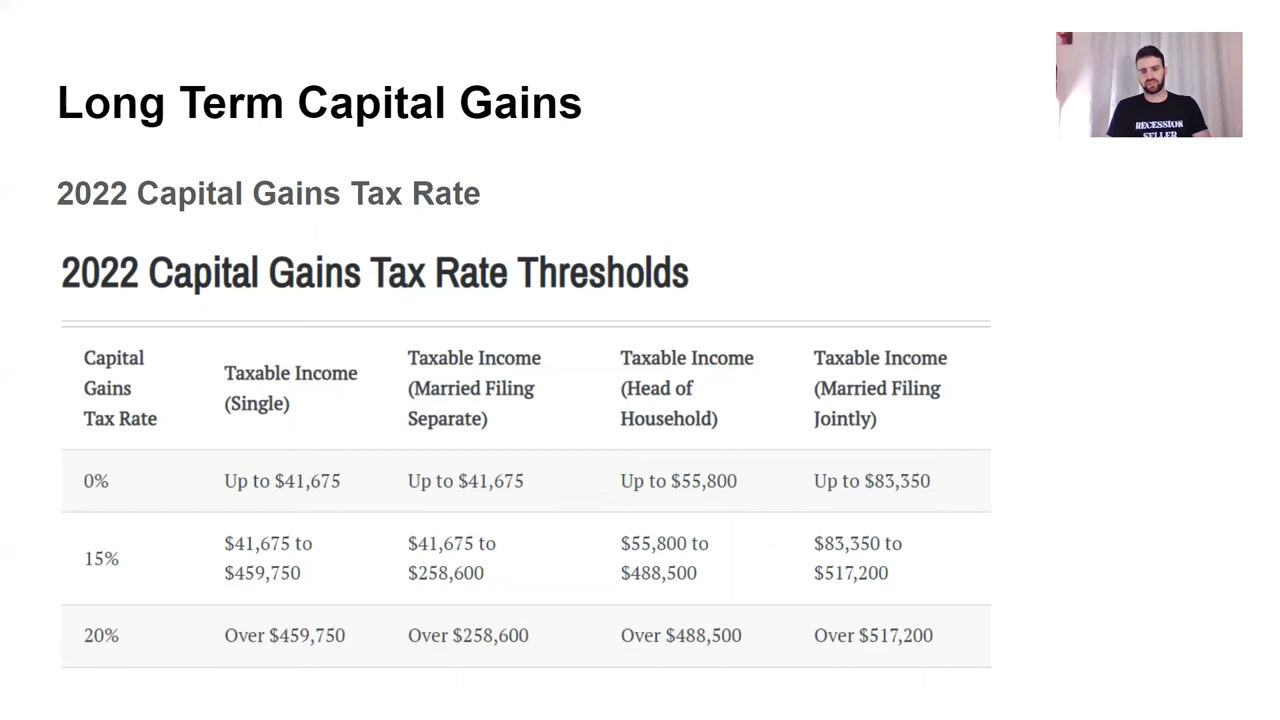 Long Term Capital Gains
RECESSION
SELLER
2022 Capital Gains Tax Rate
2022 Capital Gains Tax Rate Thresholds
Capital
Gains
Tax Rate
Taxable Income
(Single)
Taxable Income
(Married Filing
Separate)
Taxable Income
(Head of
Household)
Taxable Income
(Married Filing
Jointly)
0%
Up to $41,675
Up to $41,675
Up to $55,800
Up to $83,350
15%
$41,675 to
$459,750
$41,675 to
$258,600
$55,800 to
$488,500
$83,350 to
$517,200
20%
Over $459,750
Over $258,600
Over $488,500
Over $517,200